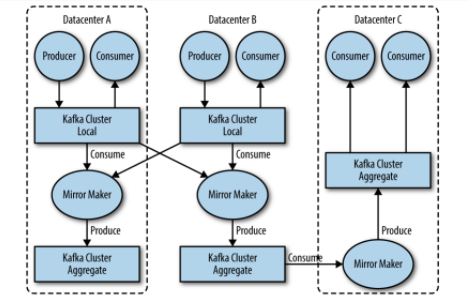 Datacenter A
Datacenter B
Datacenter C
Producer
Consumer
Producer
Consumer
Consumer
Consumer
Kafka Cluster
Local
Kafka Cluster
Local
Consume
Consume
Kafka Cluster
Aggregate
Mirror Maker
Mirror Maker
Produce
Produce
Produce
Kafka Cluster
Aggregate
Kafka Cluster
Aggregate
Consume
Mirror Maker